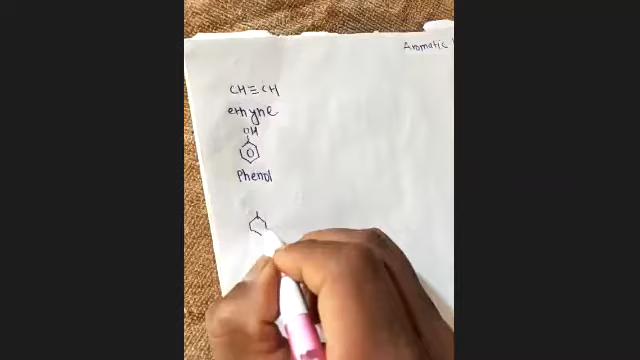 Aromatic
CH≡CH
ethyne
OH
Phenol